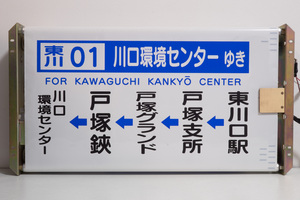 東川 01 川口環境センター ゆき
FOR KAWAGUCHI KANKYŌ CENTER
東川口駅
←
戸塚支所
←
戸塚グランド
←
戸塚鋏
←
川口
環境センター